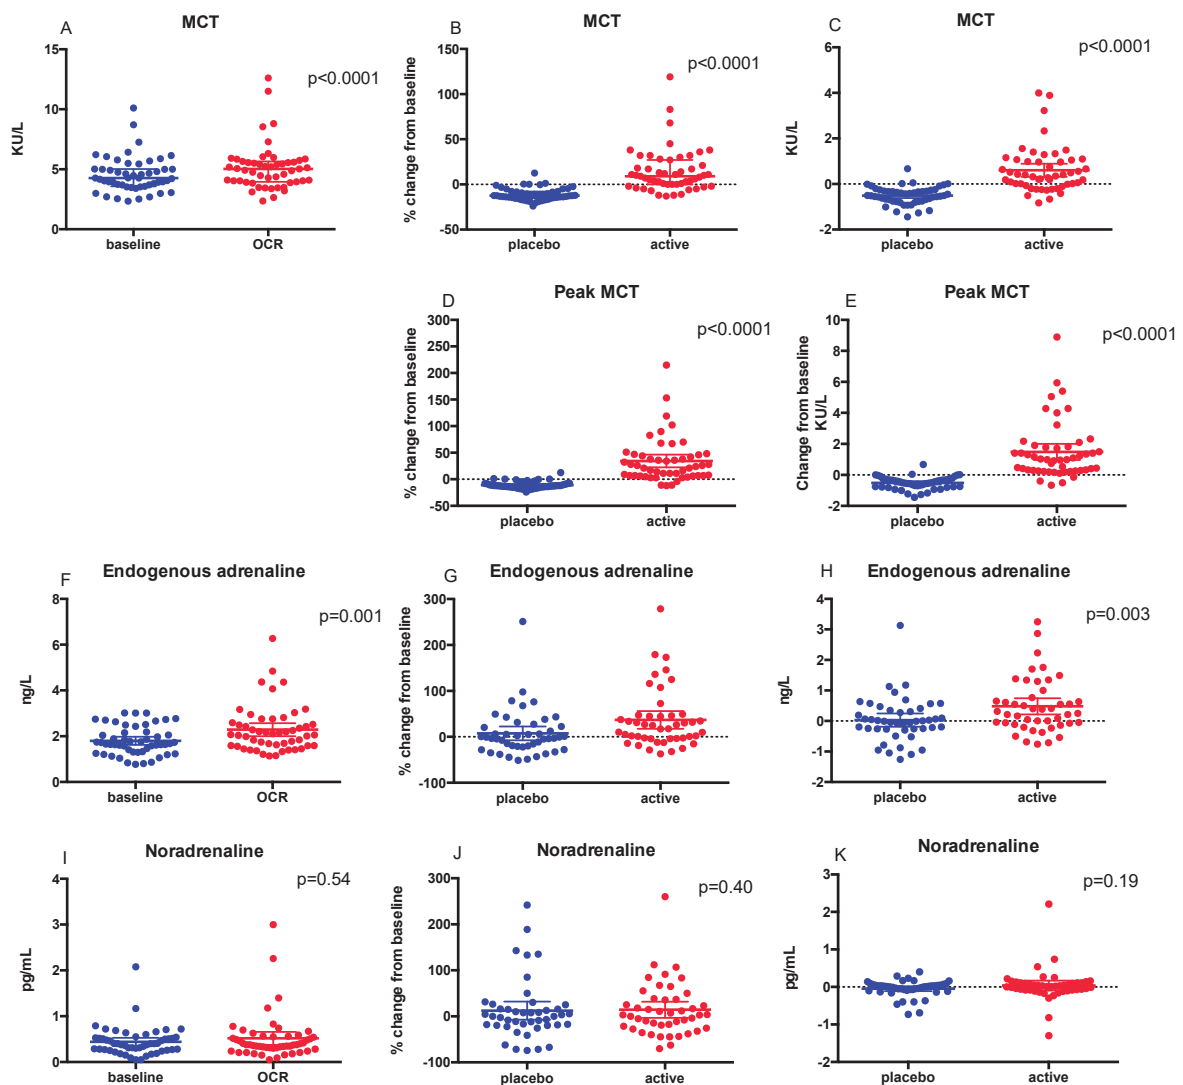 A
MCT
p<0.0001
KU/L
15
10
5
0
baseline
OCR
B
MCT
p<0.0001
% change from baseline
150
100
50
0
-50
placebo
active
C
MCT
p<0.0001
KU/L
6
4
2
0
-2
placebo
active
D
Peak MCT
p<0.0001
% change from baseline
300
250
200
150
100
50
0
-50
placebo
active
E
Peak MCT
p<0.0001
Change from baseline
KU/L
10
8
6
4
2
0
-2
placebo
active
F
Endogenous adrenaline
p=0.001
ng/L
8
6
4
2
0
baseline
OCR
G
Endogenous adrenaline
% change from baseline
300
200
100
0
-100
placebo
active
H
Endogenous adrenaline
p=0.003
ng/L
4
3
2
1
0
-1
-2
placebo
active
I
Noradrenaline
p=0.54
pg/mL
4
3
2
1
0
baseline
OCR
J
Noradrenaline
p=0.40
% change from baseline
300
200
100
0
-100
placebo
active
K
Noradrenaline
p=0.19
pg/mL
3
2
1
0
-1
-2
placebo
active